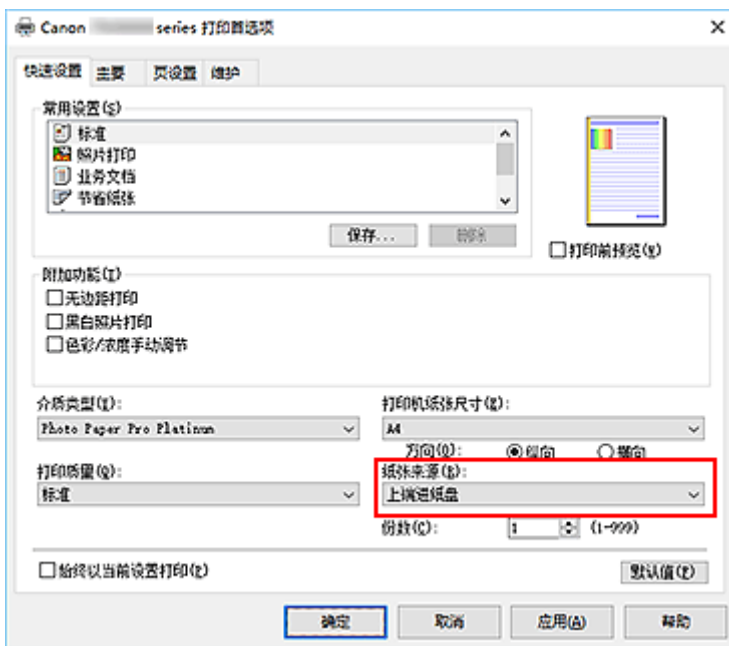 Canon series 打印首选项
快速设置 主要 页设置 维护
常用设置(S)
标准
照片打印
业务文档
节省纸张
保存... 删除
打印前预览(V)
附加功能(T)
无边距打印
黑白照片打印
色彩/浓度手动调节
介质类型(I): 打印机纸张尺寸(Z):
Photo Paper Pro Platinum A4
方向(O): 纵向 横向
打印质量(Q): 纸张来源(B):
标准 上端进纸盘
份数(C): 1 (1-999)
始终以当前设置打印(P) 默认值(F)
确定 取消 应用(A) 帮助